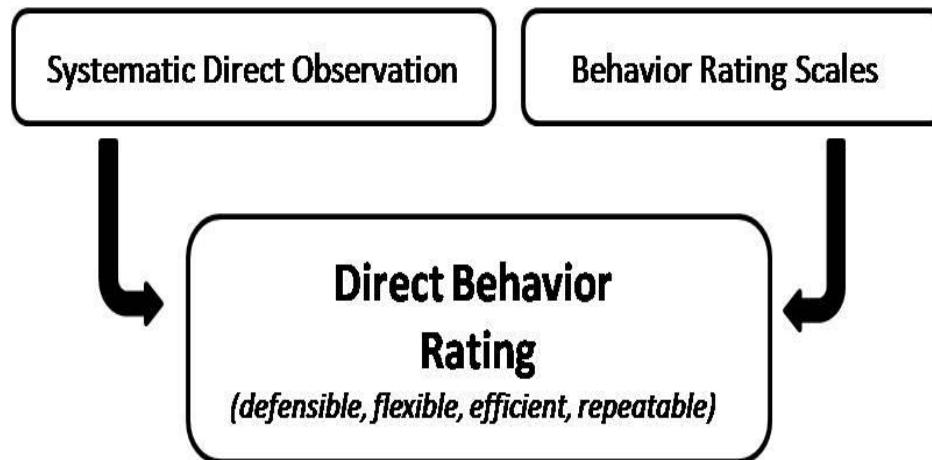 Systematic Direct Observation
Behavior Rating Scales
Direct Behavior
Rating
(defensible, flexible, efficient, repeatable)